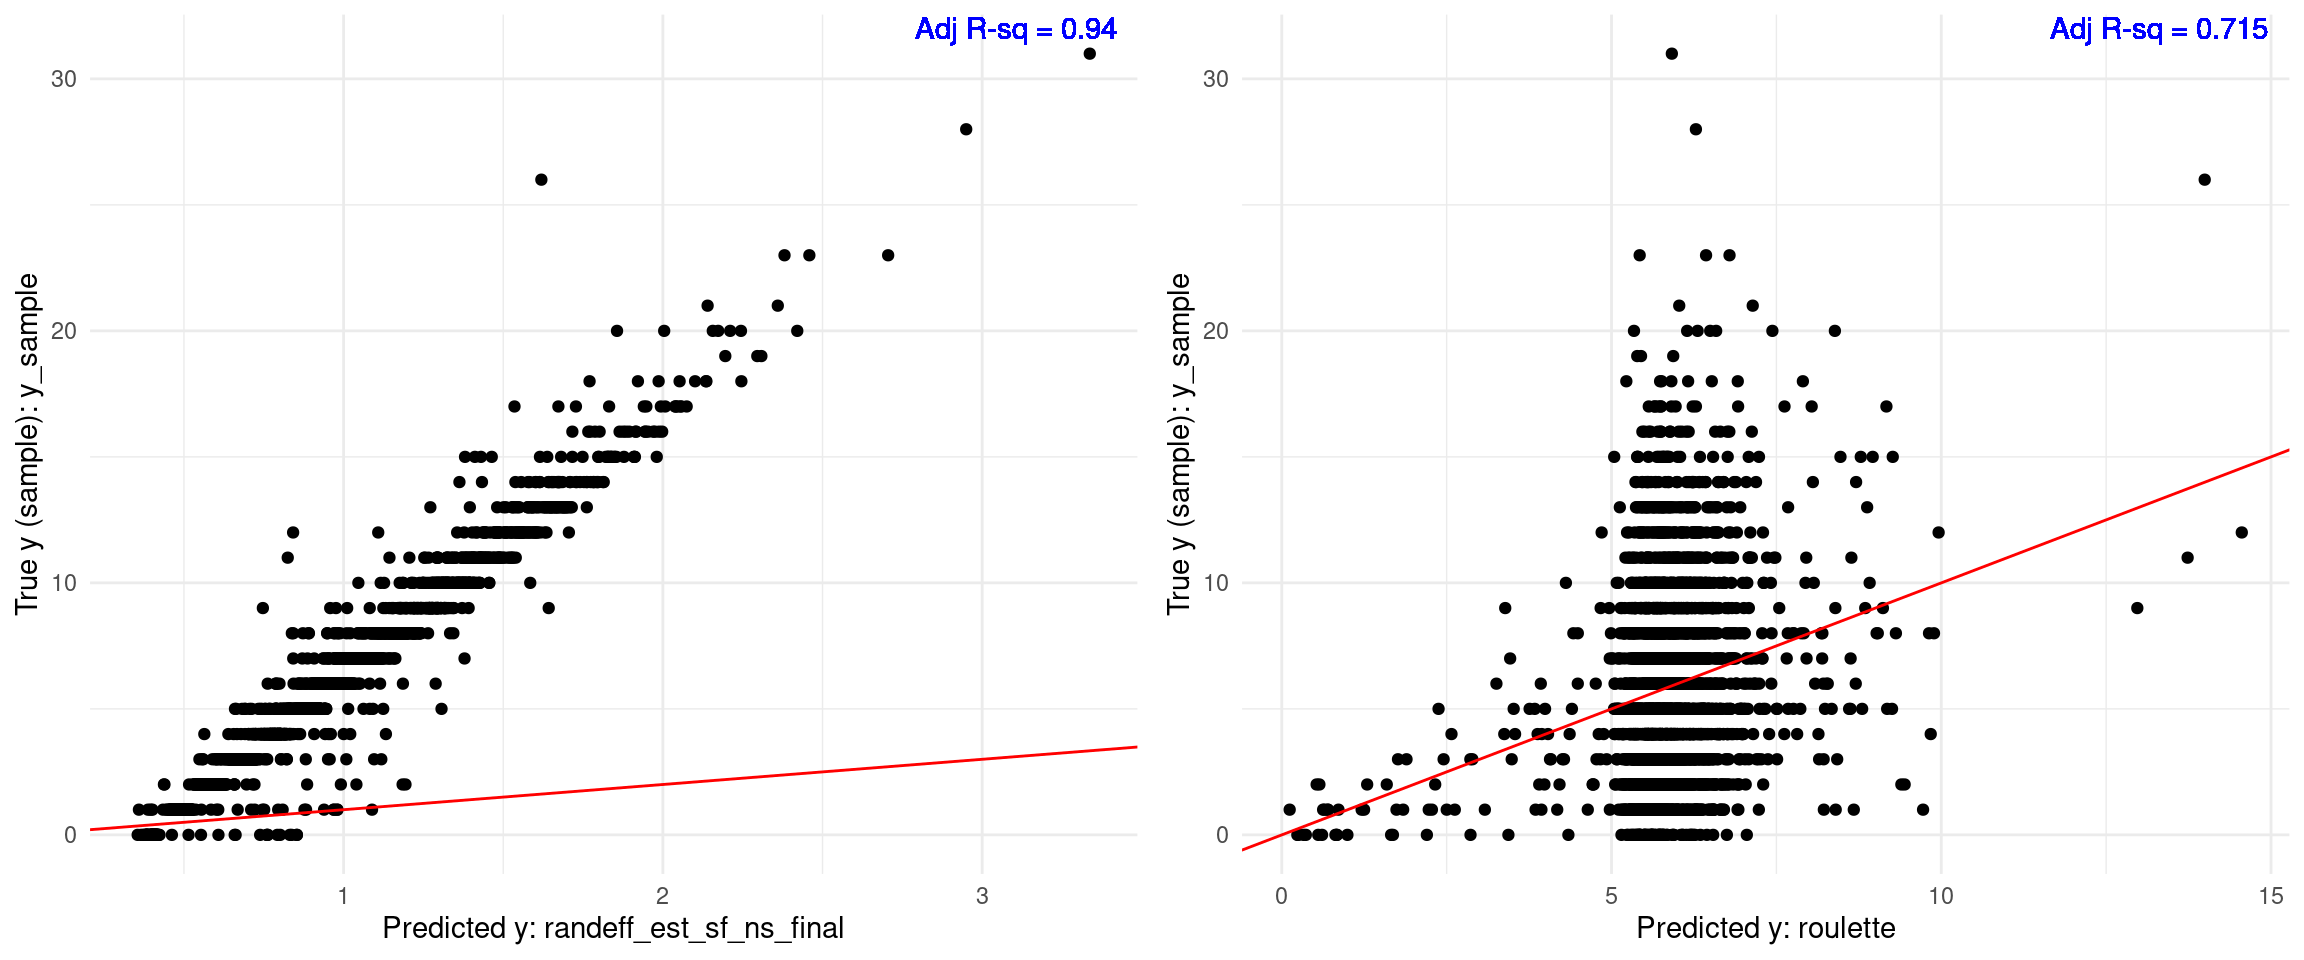 Adj R-sq = 0.94
30
20
10
0
True y (sample): y_sample
1
2
3
Predicted y: randeff_est_sf_ns_final
Adj R-sq = 0.715
30
20
10
0
True y (sample): y_sample
0
5
10
15
Predicted y: roulette